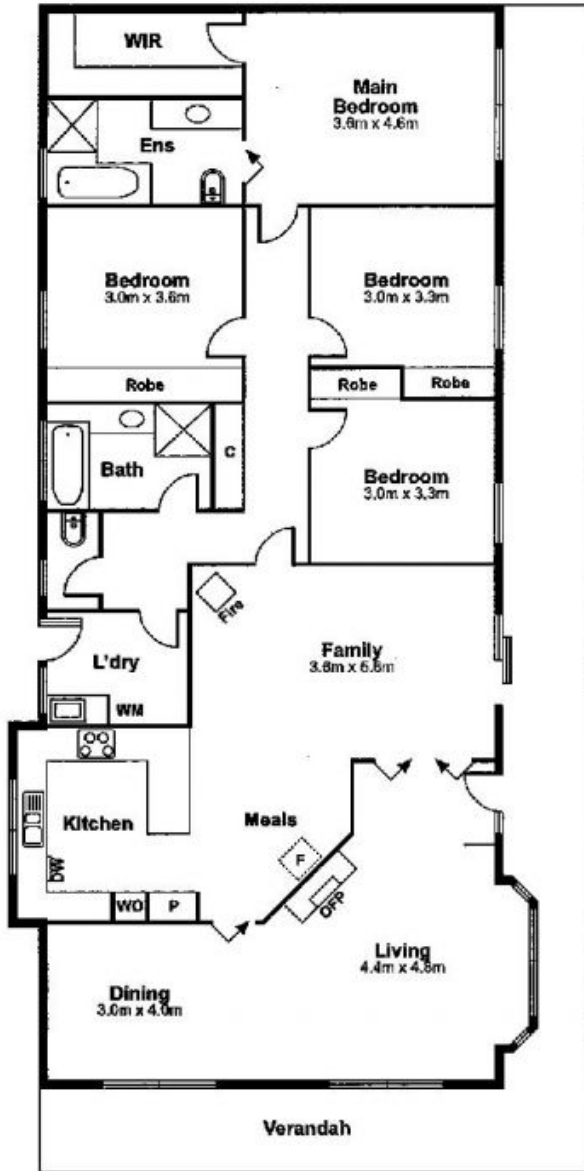 WIR
Main
Bedroom
3.6m x 4.6m
Ens
Bedroom
3.0m x 3.6m
Bedroom
3.0m x 3.3m
Robe
Robe
Robe
Bath
C
Bedroom
3.0m x 3.3m
Fire
Family
3.6m x 5.8m
L'dry
WM
Kitchen
Meals
F
DW
WO
P
OFP
Living
4.4m x 4.8m
Dining
3.0m x 4.0m
Verandah